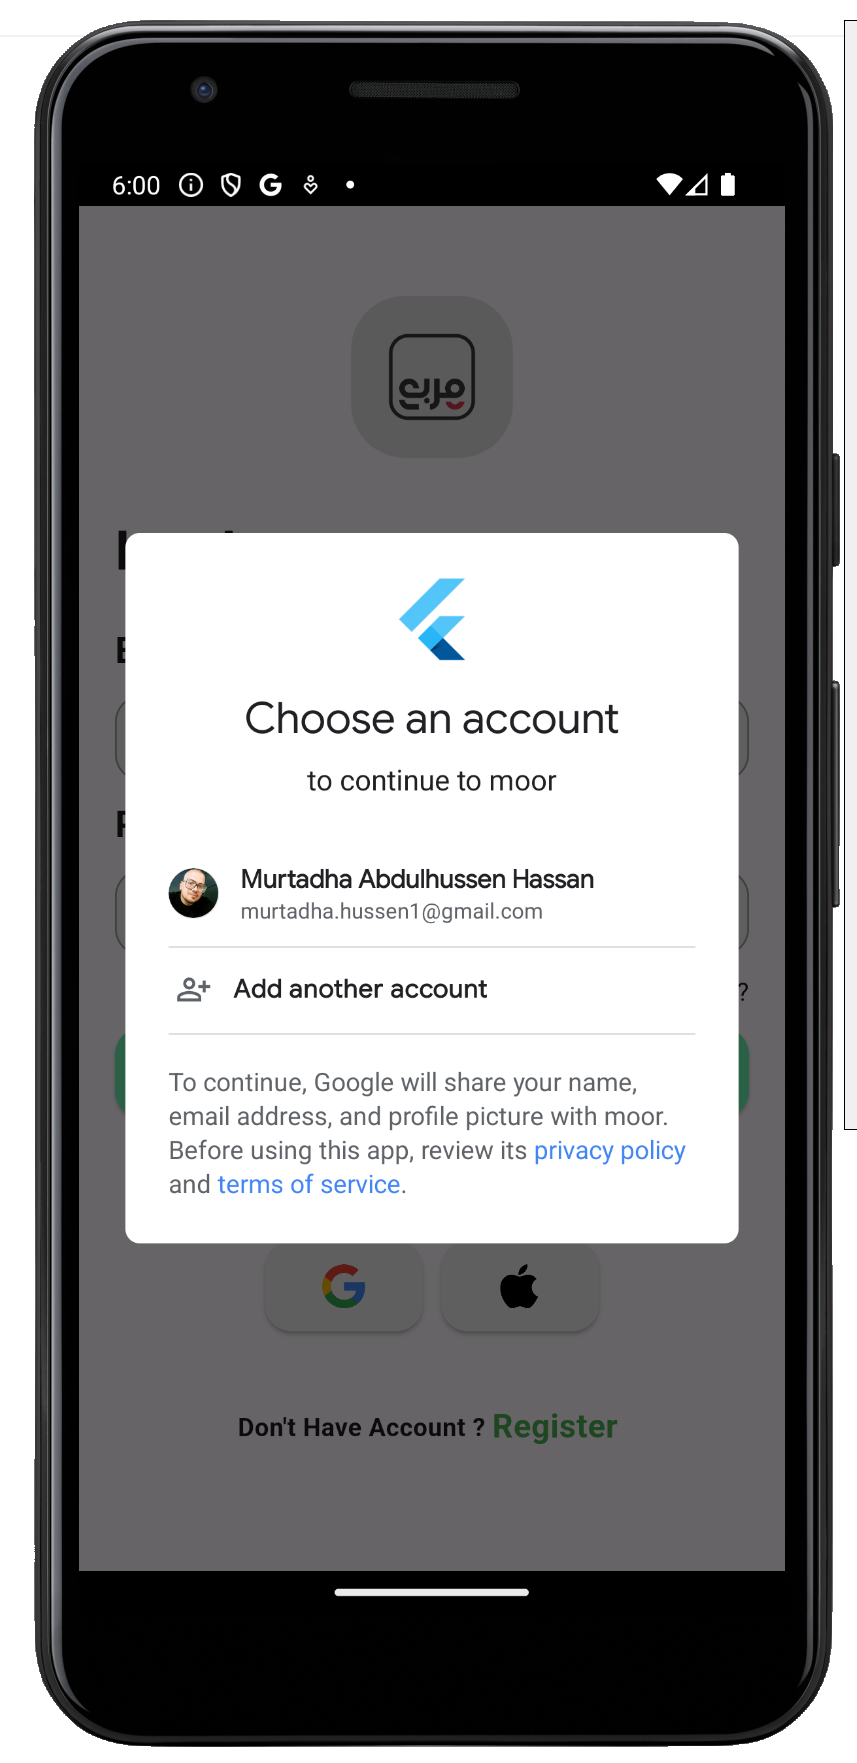 6:00
مربع
Choose an account
to continue to moor
Murtadha Abdulhussen Hassan
murtadha.hussen1@gmail.com
Add another account
?
To continue, Google will share your name,
email address, and profile picture with moor.
Before using this app, review its privacy policy
and terms of service.
Don't Have Account ? Register